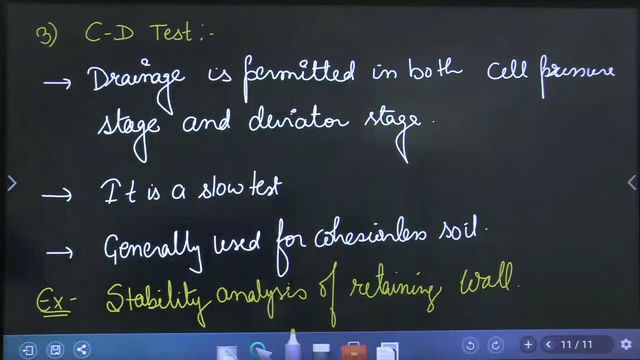 3) C-D Test:-
→ Drainage is permitted in both cell pressure
stage and deviator stage.
→ It is a slow test
→ Generally used for cohesionless soil.
Ex- Stability analysis of retaining wall.
11/11